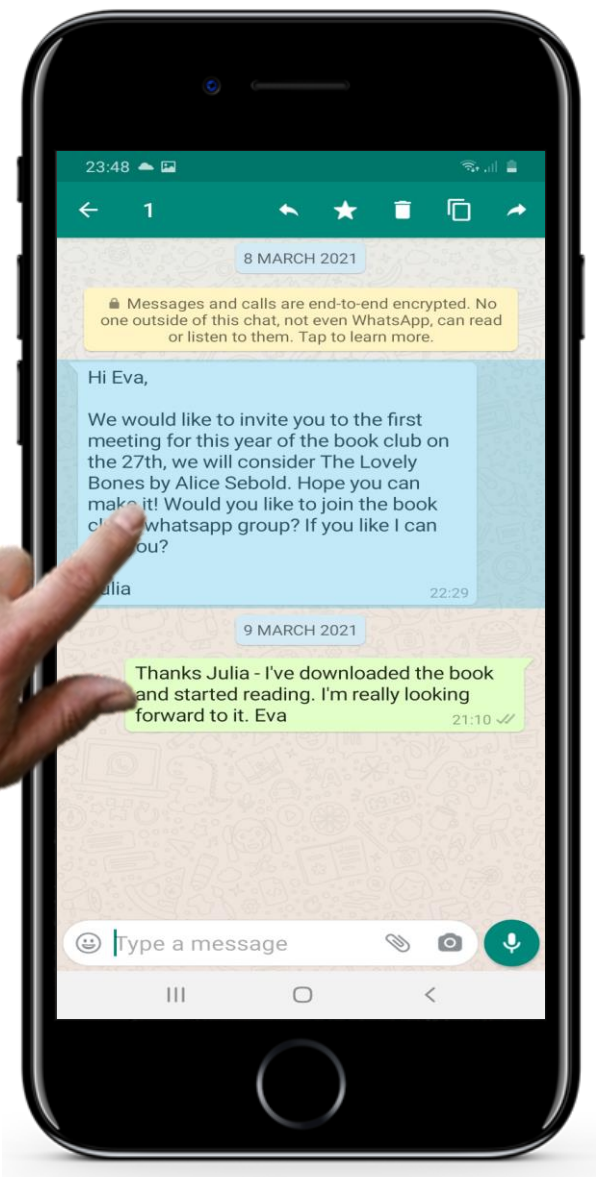 23:48
1
8 MARCH 2021
Messages and calls are end-to-end encrypted. No
one outside of this chat, not even WhatsApp, can read
or listen to them. Tap to learn more.
Hi Eva,
We would like to invite you to the first
meeting for this year of the book club on
the 27th, we will consider The Lovely
Bones by Alice Sebold. Hope you can
make it! Would you like to join the book
whatsapp group? If you like I can
ou?
ulia
22:29
9 MARCH 2021
Thanks Julia - I've downloaded the book
and started reading. I'm really looking
forward to it. Eva
21:10
Type a message